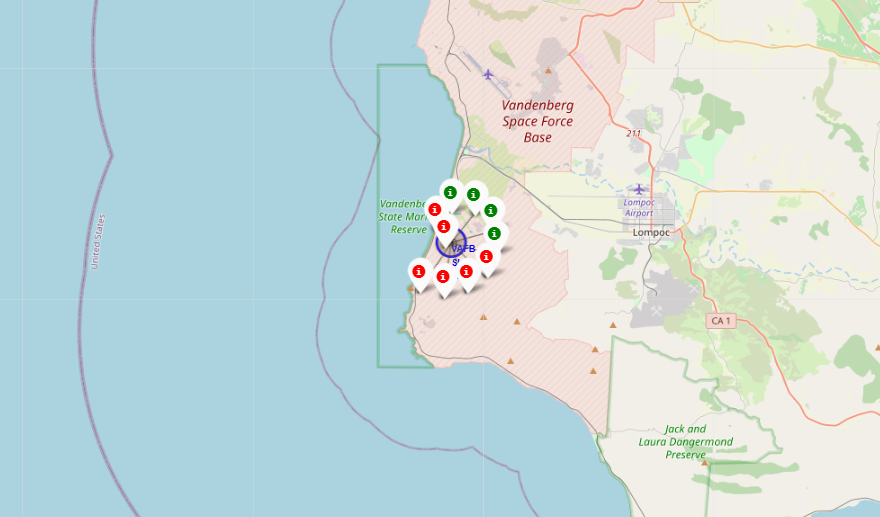 Vandenberg
Space Force
Base
211
Lompoc
Airport
Lompoc
State Mari
Reserve
VAFB
United States
CA 1
Jack and
Laura Dangermond
Preserve